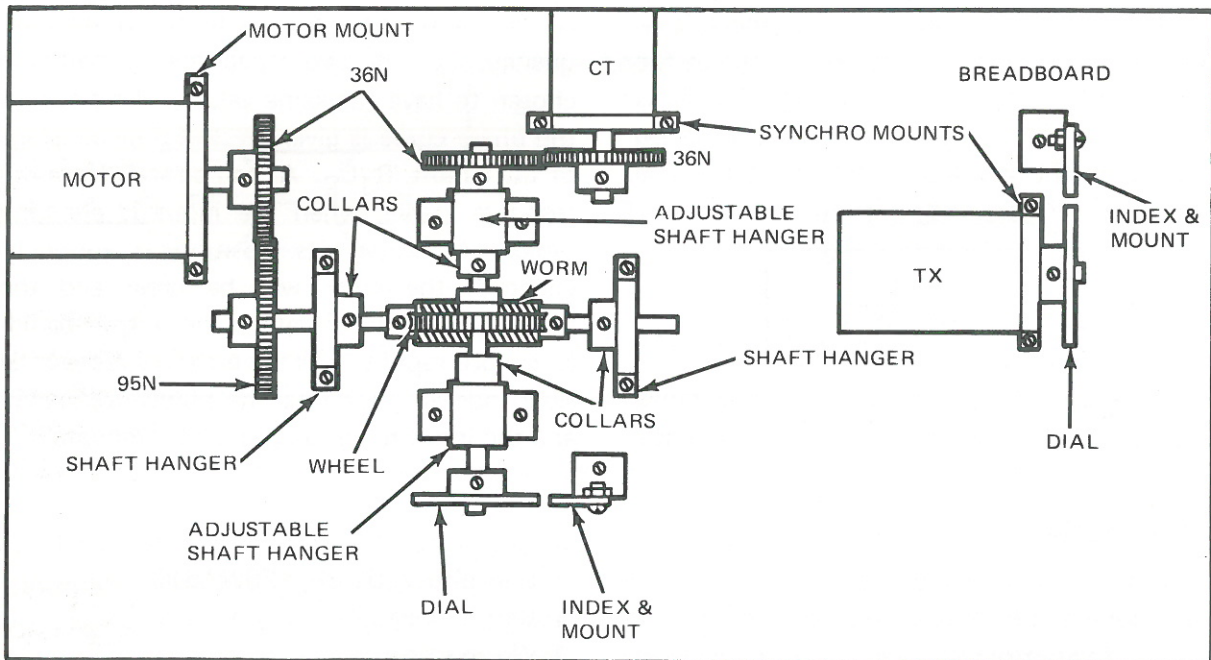 MOTOR MOUNT
36N
CT
BREADBOARD
SYNCHRO MOUNTS
36N
MOTOR
COLLARS
ADJUSTABLE
SHAFT HANGER
INDEX &
MOUNT
WORM
TX
SHAFT HANGER
95N
COLLARS
DIAL
SHAFT HANGER
WHEEL
ADJUSTABLE
SHAFT HANGER
DIAL
INDEX &
MOUNT